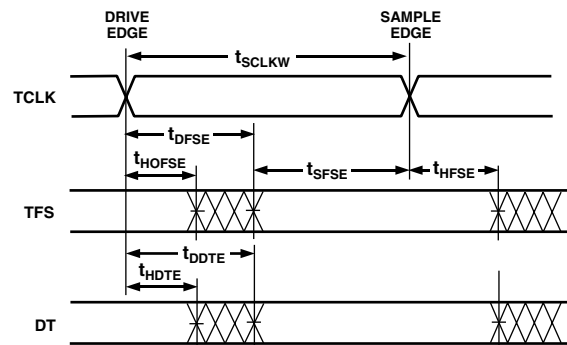 DRIVE EDGE
SAMPLE EDGE
tSCLKW
TCLK
tDFSE
tHOFSE
tSFSE
tHFSE
TFS
tDDTE
tHDTE
DT